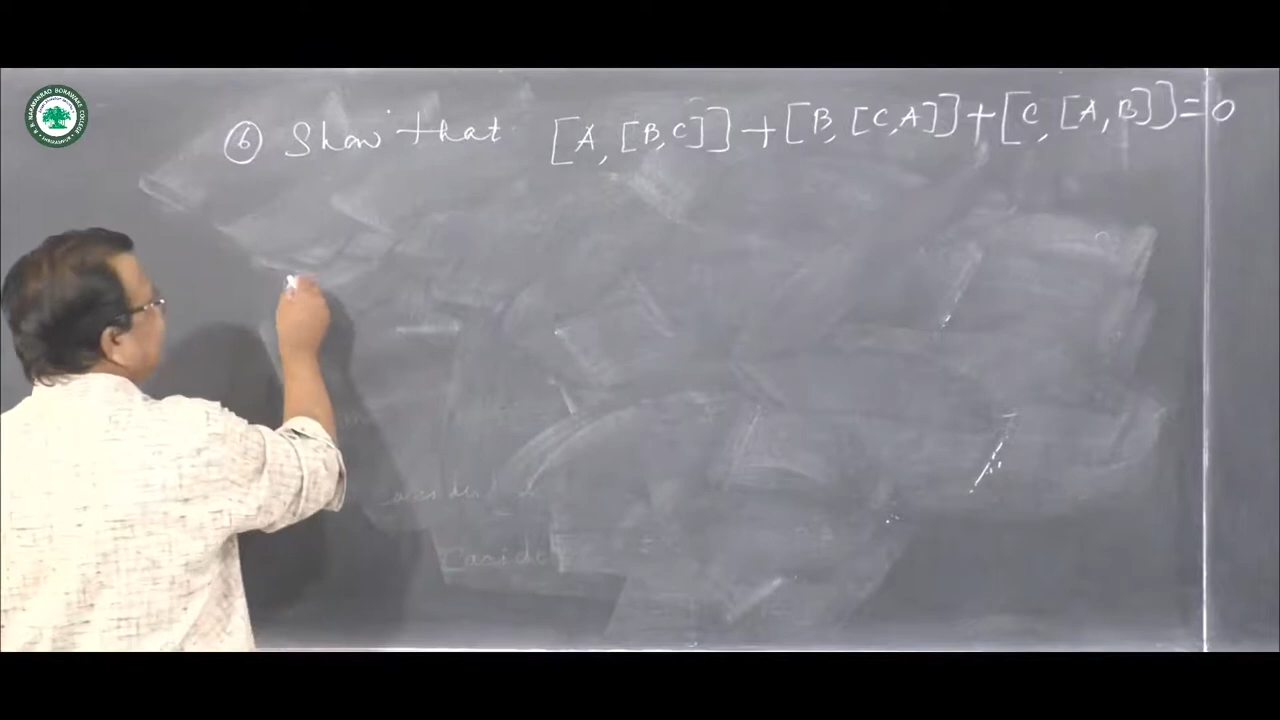 ⑥ Show that [A, [B,C]] + [B, [C,A]] + [C, [A,B]] = 0